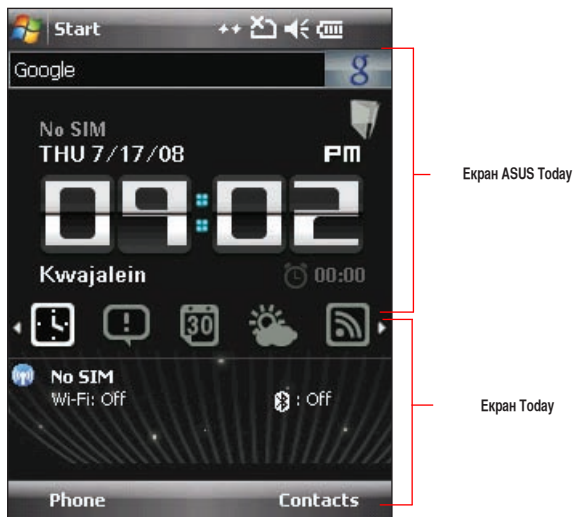 Start
Google
g
No SIM
THU 7/17/08 PM
09:02
Kwajalein 00:00
30
No SIM
Wi-Fi: Off : Off
Phone Contacts
Екран ASUS Today
Екран Today